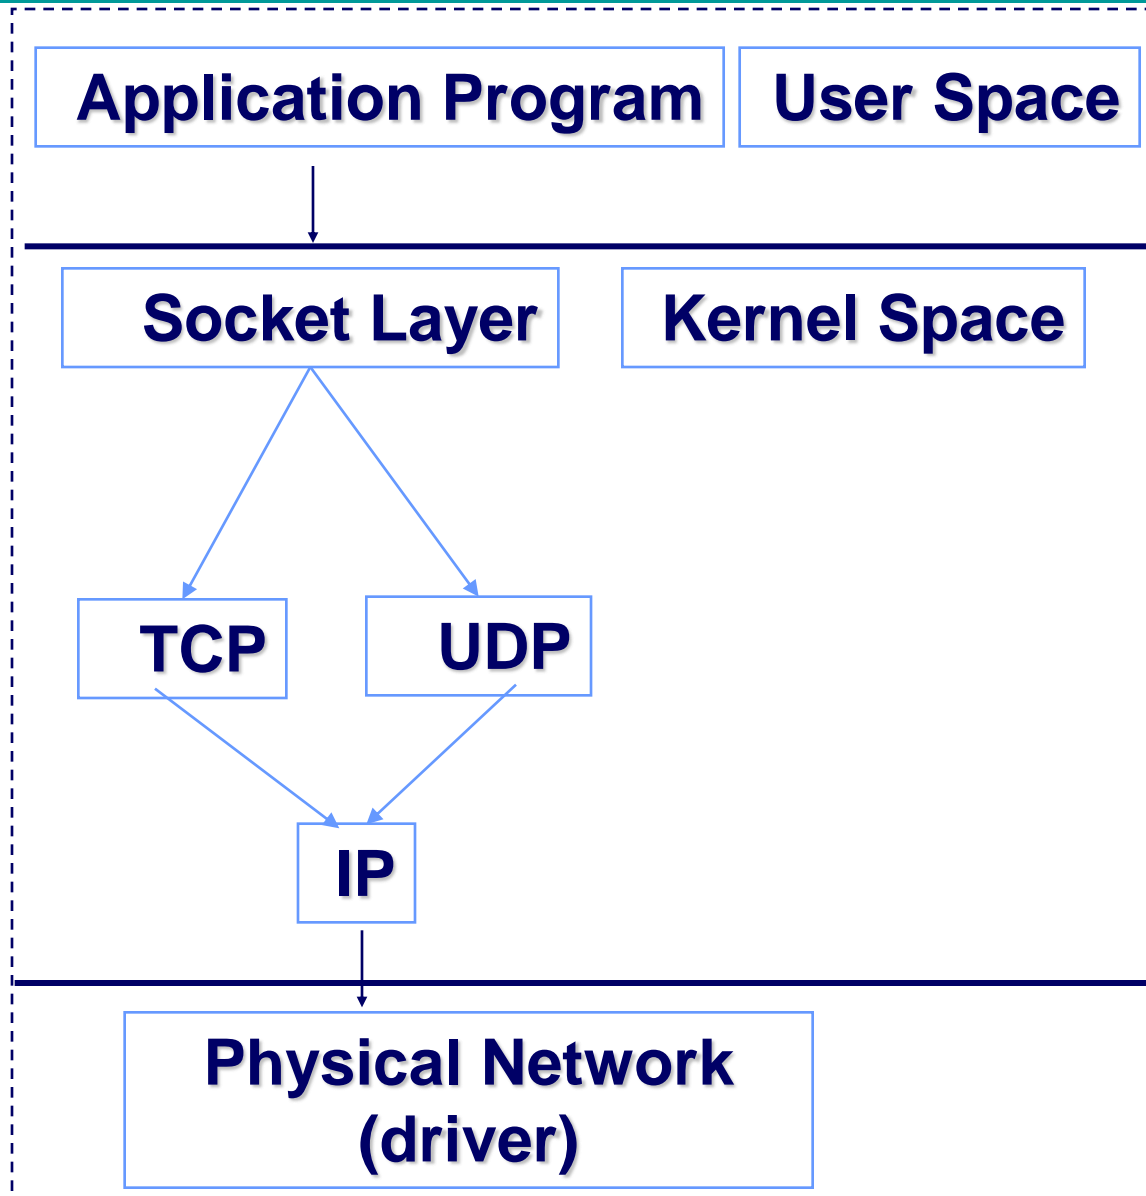 Application Program
User Space
Socket Layer
Kernel Space
TCP
UDP
IP
Physical Network
(driver)